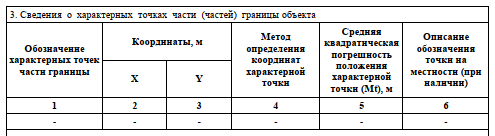 3. Сведения о характерных точках части (частей) границы объекта
Обозначение
характерных точек
части границы
Координаты, м
X
Y
Метод
определения
координат
характерной
точки
Средняя
квадратическая
погрешность
положения
характерной
точки (Mt), м
Описание
обозначения
точки на
местности (при
наличии)
1 2 3 4 5 6
- - - - - -